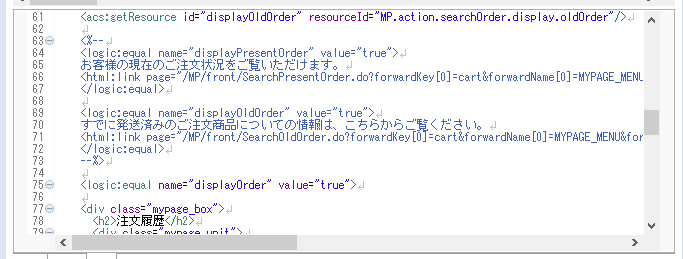 61 <acs:getResource id="displayOldOrder" resourceId="MP.action.searchOrder.display.oldOrder"/>
62
63 <%--
64 <logic:equal name="displayPresentOrder" value="true">
65 お客様の現在のご注文状況をご覧いただけます。
66 <html:link page="/MP/front/SearchPresentOrder.do?forwardKey[0]=cart&forwardName[0]=MYPAGE_MENU
67 </logic:equal>
68
69 <logic:equal name="displayOldOrder" value="true">
70 すでに発送済みのご注文商品についての情報は、こちらからご覧ください。
71 <html:link page="/MP/front/SearchOldOrder.do?forwardKey[0]=cart&forwardName[0]=MYPAGE_MENU&for
72 </logic:equal>
73 --%>
74
75 <logic:equal name="displayOrder" value="true">
76
77 <div class="mypage_box">
78 <h2>注文履歴</h2>
79 <div class="mypage_unit">